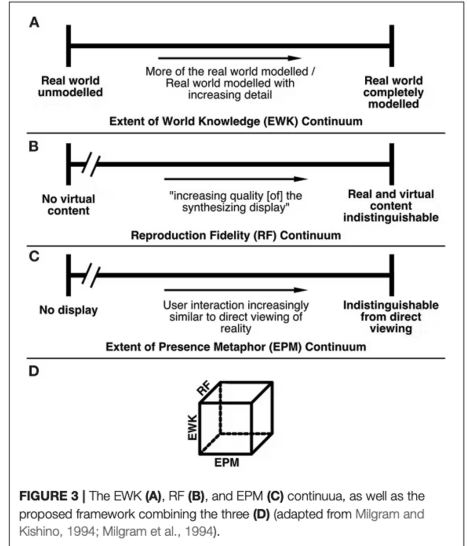 A
Real world
unmodelled
More of the real world modelled /
Real world modelled with
increasing detail
Real world
completely
modelled
Extent of World Knowledge (EWK) Continuum
B
No virtual
content
"increasing quality [of] the
synthesizing display"
Real and virtual
content
indistinguishable
Reproduction Fidelity (RF) Continuum
C
No display
User interaction increasingly
similar to direct viewing of
reality
Indistinguishable
from direct
viewing
Extent of Presence Metaphor (EPM) Continuum
D
RF
EWK
EPM
FIGURE 3 | The EWK (A), RF (B), and EPM (C) continuua, as well as the
proposed framework combining the three (D) (adapted from Milgram and
Kishino, 1994; Milgram et al., 1994).